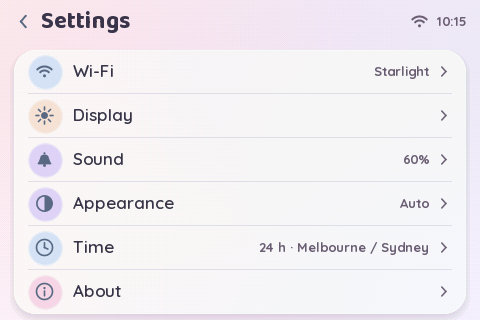 Settings 10:15
Wi-Fi Starlight
Display
Sound 60%
Appearance Auto
Time 24 h · Melbourne / Sydney
About